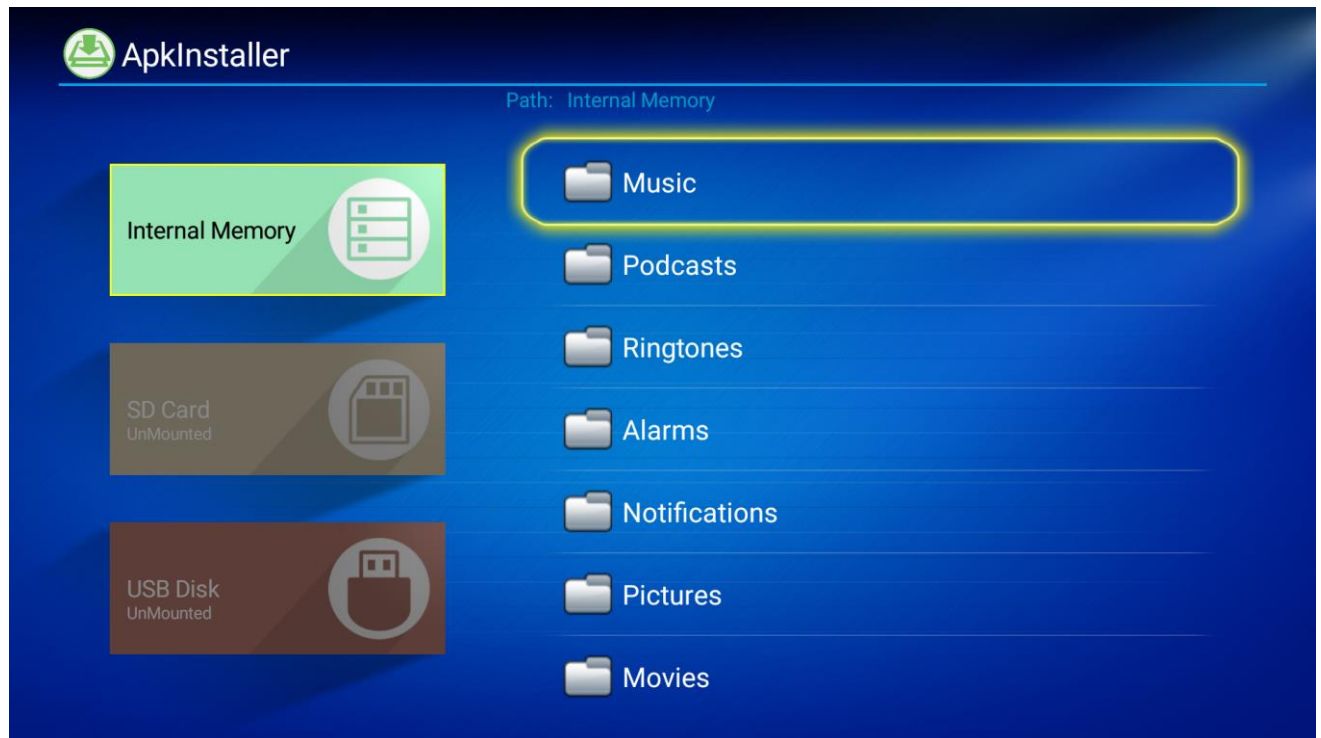 ApkInstaller
Path: Internal Memory
Internal Memory
SD Card
UnMounted
USB Disk
UnMounted
Music
Podcasts
Ringtones
Alarms
Notifications
Pictures
Movies